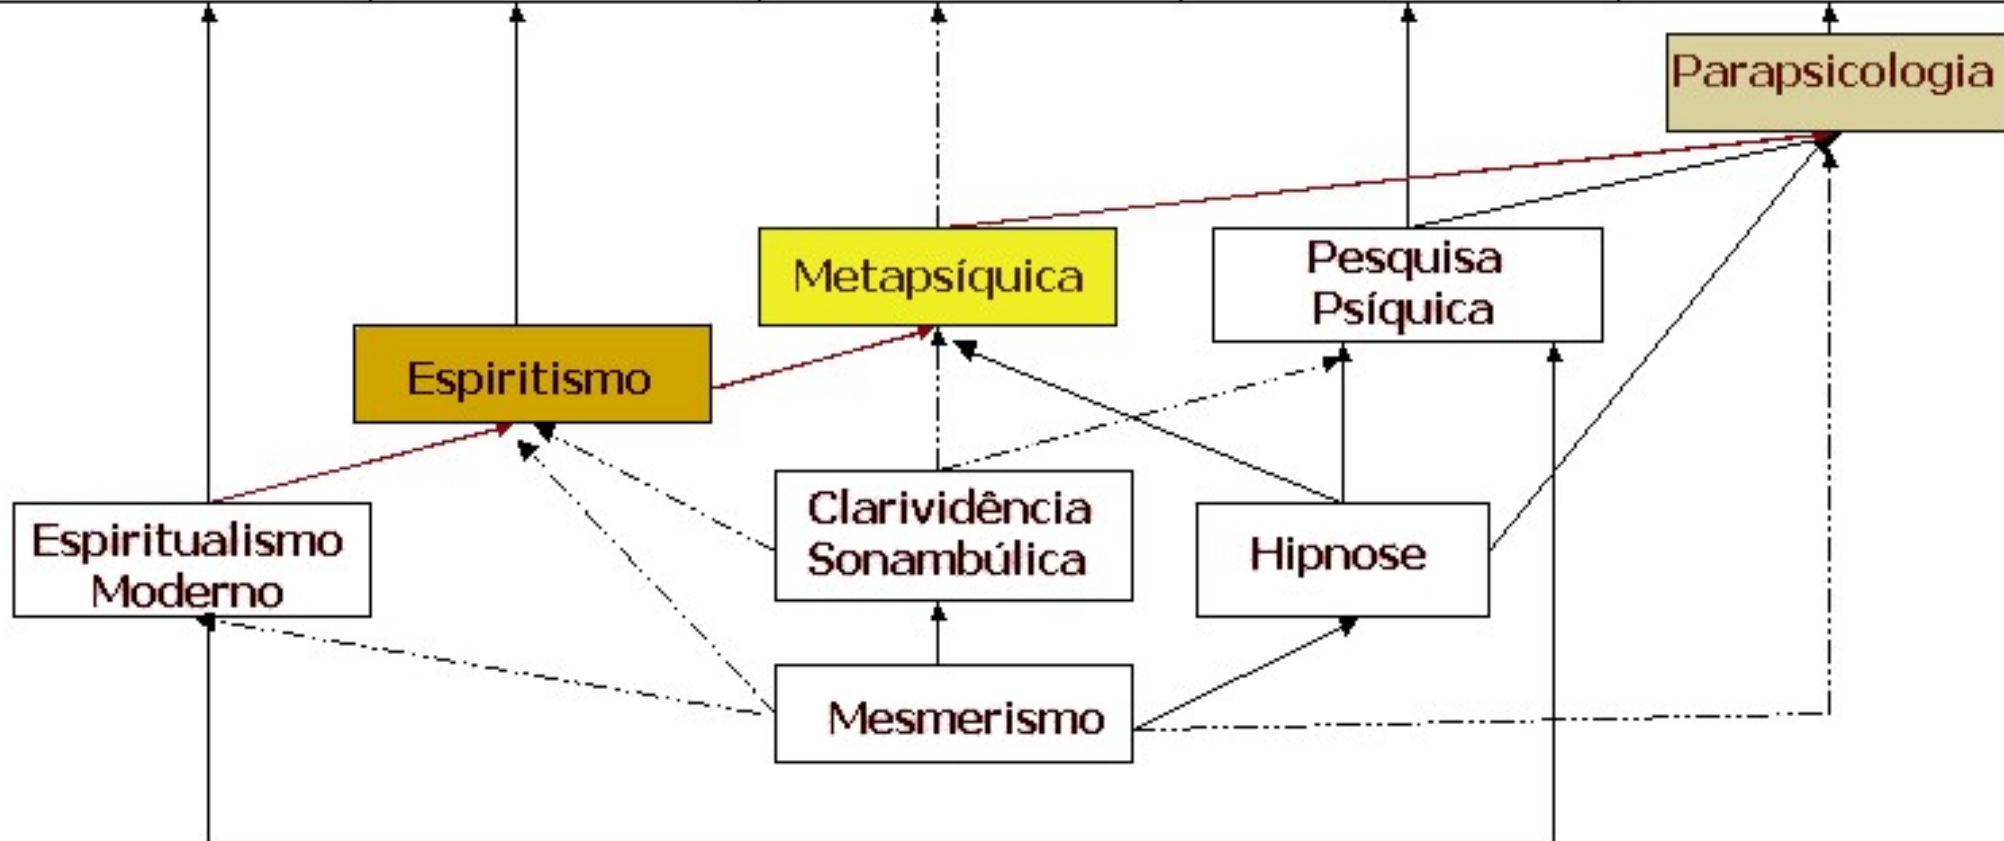 Parapsicologia
Metapsíquica
Pesquisa
Psíquica
Espiritismo
Espiritualismo
Moderno
Clarividência
Sonambúlica
Hipnose
Mesmerismo